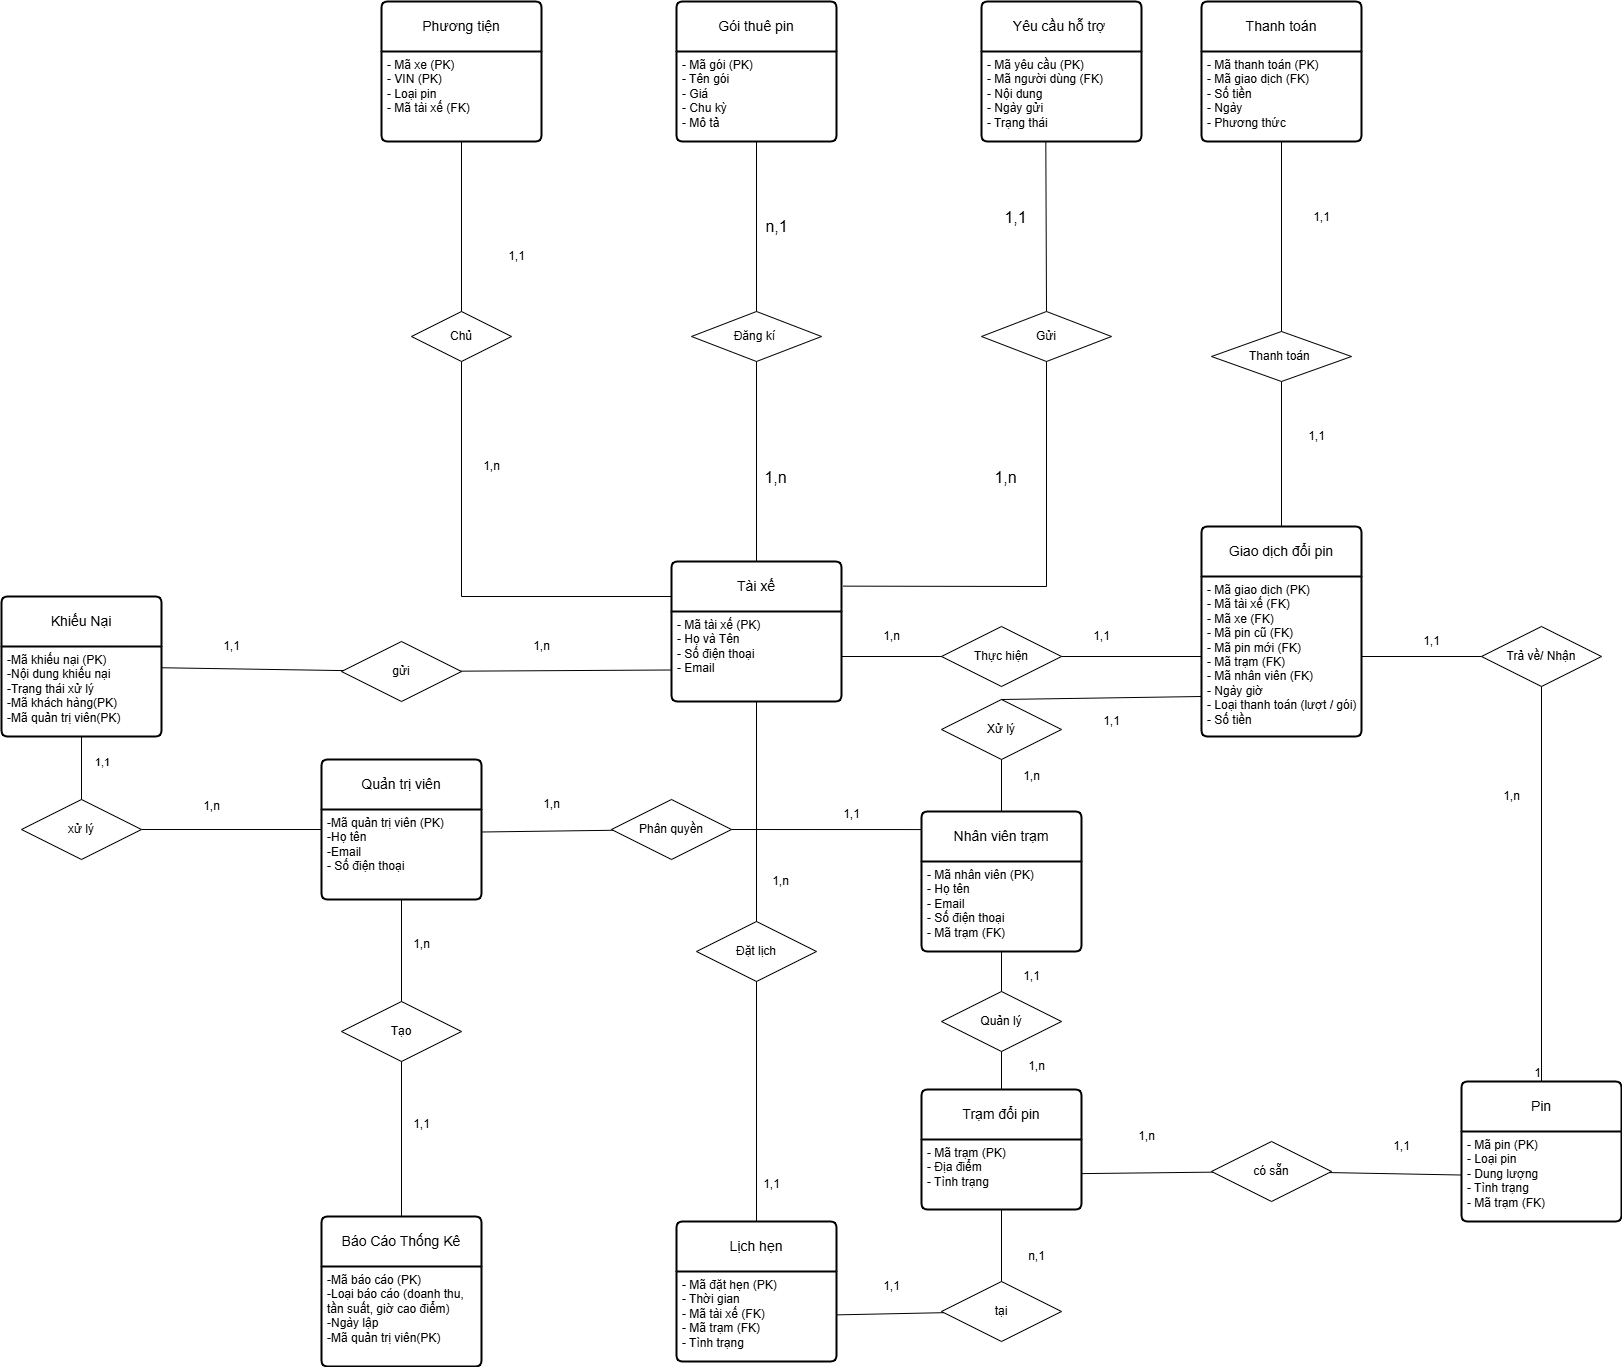 Phương tiện
- Mã xe (PK)
- VIN (PK)
- Loại pin
- Mã tài xế (FK)
Gói thuê pin
- Mã gói (PK)
- Tên gói
- Giá
- Chu kỳ
- Mô tả
Yêu cầu hỗ trợ
- Mã yêu cầu (PK)
- Mã người dùng (FK)
- Nội dung
- Ngày gửi
- Trạng thái
Thanh toán
- Mã thanh toán (PK)
- Mã giao dịch (FK)
- Số tiền
- Ngày
- Phương thức
1,1
n,1
1,1
1,1
Chủ
Đăng kí
Gửi
Thanh toán
1,n
1,n
1,n
1,1
Khiếu Nại
-Mã khiếu nại (PK)
-Nội dung khiếu nại
-Trạng thái xử lý
-Mã khách hàng(PK)
-Mã quản trị viên(PK)
1,1
gửi
1,n
Tài xế
- Mã tài xế (PK)
- Họ và Tên
- Số điện thoại
- Email
1,n
Thực hiện
1,1
Giao dịch đổi pin
- Mã giao dịch (PK)
- Mã tài xế (FK)
- Mã xe (FK)
- Mã pin cũ (FK)
- Mã pin mới (FK)
- Mã trạm (FK)
- Mã nhân viên (FK)
- Ngày giờ
- Loại thanh toán (lượt / gói)
- Số tiền
1,1
Trả về/ Nhận
1,n
1
Xử lý
1,1
1,n
1,1
xử lý
1,n
Quản trị viên
-Mã quản trị viên (PK)
-Họ tên
-Email
- Số điện thoại
1,n
Phân quyền
1,1
Nhân viên trạm
- Mã nhân viên (PK)
- Họ tên
- Email
- Số điện thoại
- Mã trạm (FK)
1,n
Đặt lịch
1,1
1,n
Tạo
1,1
1,1
Quản lý
1,n
Trạm đổi pin
- Mã trạm (PK)
- Địa điểm
- Tình trạng
1,n
có sẵn
1,1
Pin
- Mã pin (PK)
- Loại pin
- Dung lượng
- Tình trạng
- Mã trạm (FK)
Báo Cáo Thống Kê
-Mã báo cáo (PK)
-Loại báo cáo (doanh thu,
tần suất, giờ cao điểm)
-Ngày lập
-Mã quản trị viên(PK)
Lịch hẹn
- Mã đặt hẹn (PK)
- Thời gian
- Mã tài xế (FK)
- Mã trạm (FK)
- Tình trạng
1,1
tại
n,1